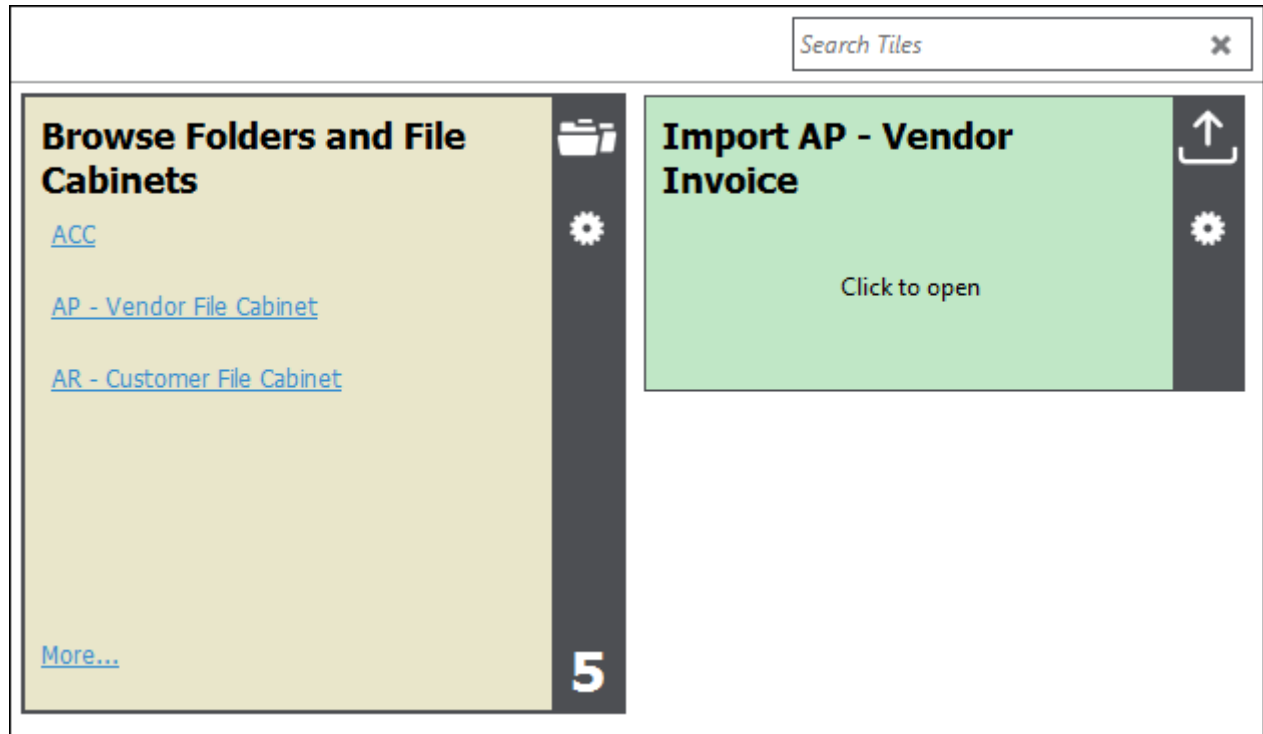 Search Tiles
Browse Folders and File
Cabinets
ACC
AP - Vendor File Cabinet
AR - Customer File Cabinet
More...
5
Import AP - Vendor
Invoice
Click to open